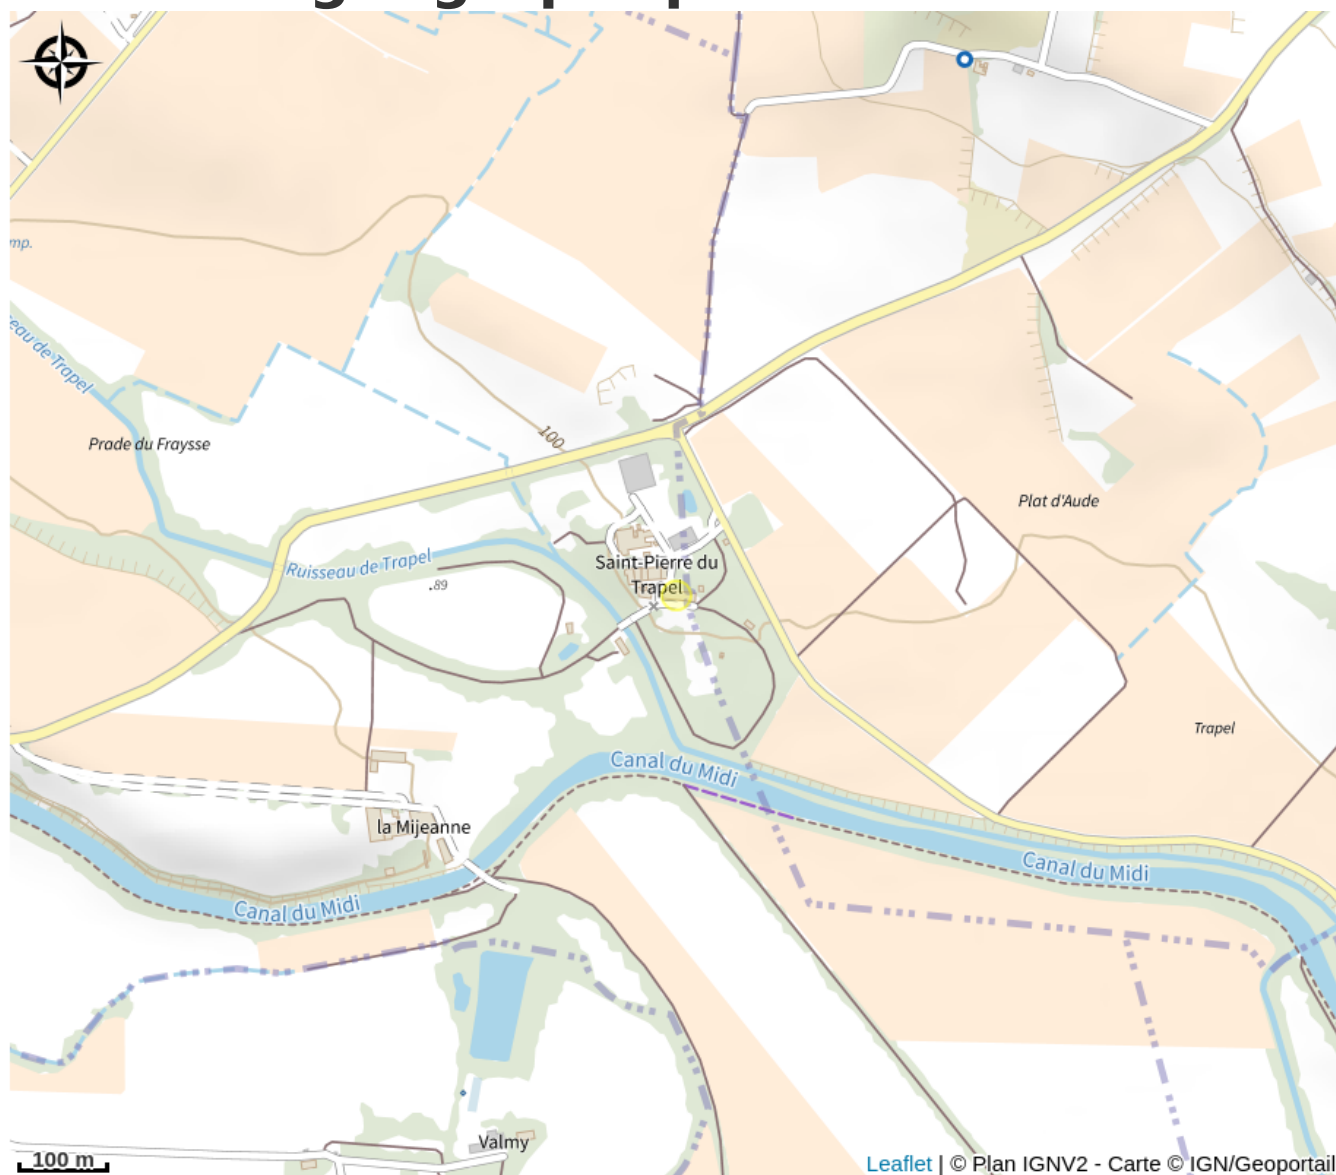 mp.
eau de Trapel
Prade du Fraysse
100
Plat d'Aude
Ruisseau de Trapel
Saint-Pierre du
Trapel
.89
Trapel
Canal du Midi
la Mijeanne
Canal du Midi
Canal du Midi
Valmy
100 m
Leaflet | © Plan IGNV2 - Carte © IGN/Geoportail